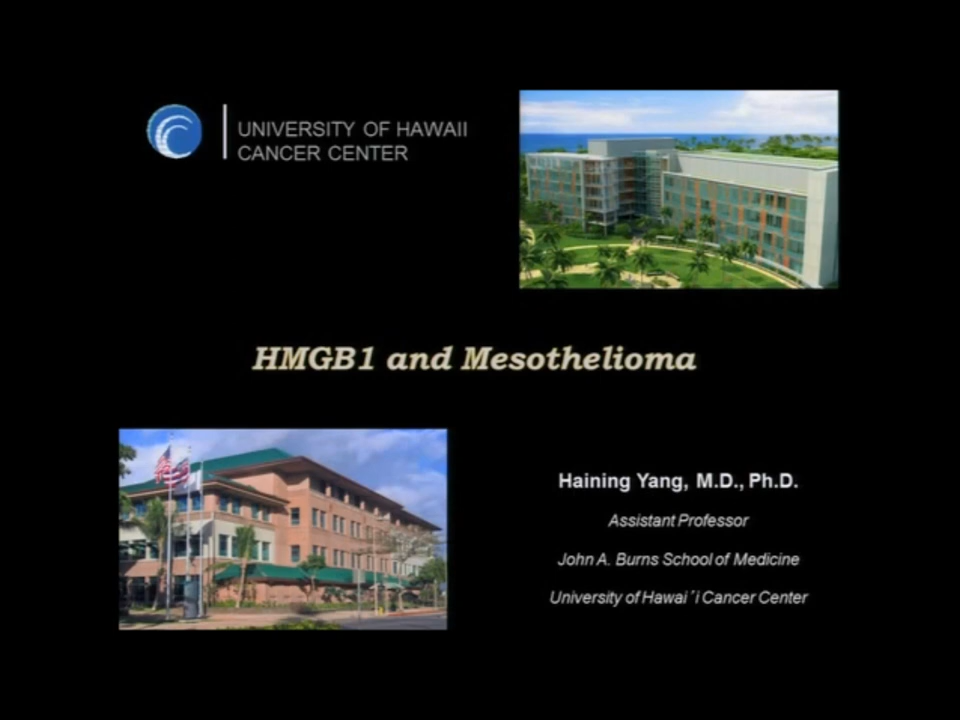 UNIVERSITY OF HAWAII
CANCER CENTER
HMGB1 and Mesothelioma
Haining Yang, M.D., Ph.D.
Assistant Professor
John A. Burns School of Medicine
University of Hawai´i Cancer Center